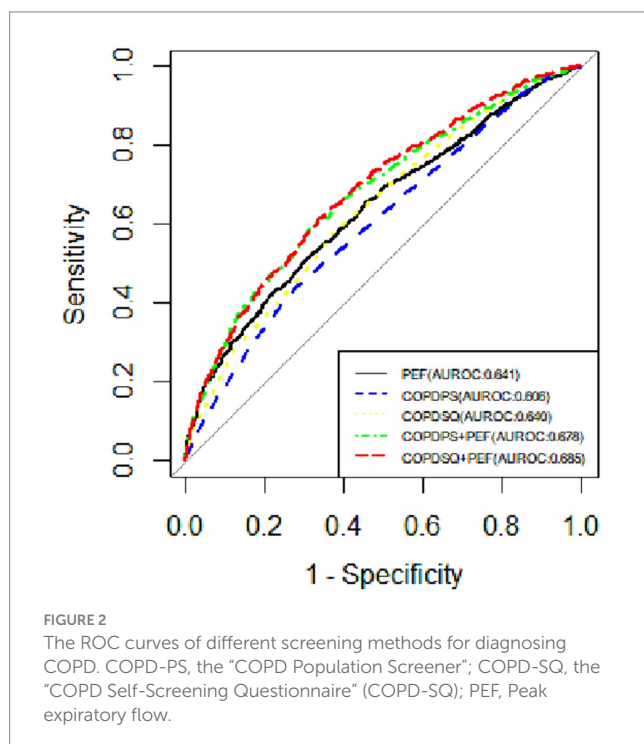 1.0
0.8
0.6
0.4
0.2
0.0
Sensitivity
PEF(AUROC:0.641)
COPDPS(AUROC:0.606)
COPDSQ(AUROC:0.640)
COPDPS+PEF(AUROC:0.678)
COPDSQ+PEF(AUROC:0.685)
0.0 0.2 0.4 0.6 0.8 1.0
1 - Specificity
FIGURE 2
The ROC curves of different screening methods for diagnosing
COPD. COPD-PS, the “COPD Population Screener”; COPD-SQ, the
“COPD Self-Screening Questionnaire” (COPD-SQ); PEF, Peak
expiratory flow.